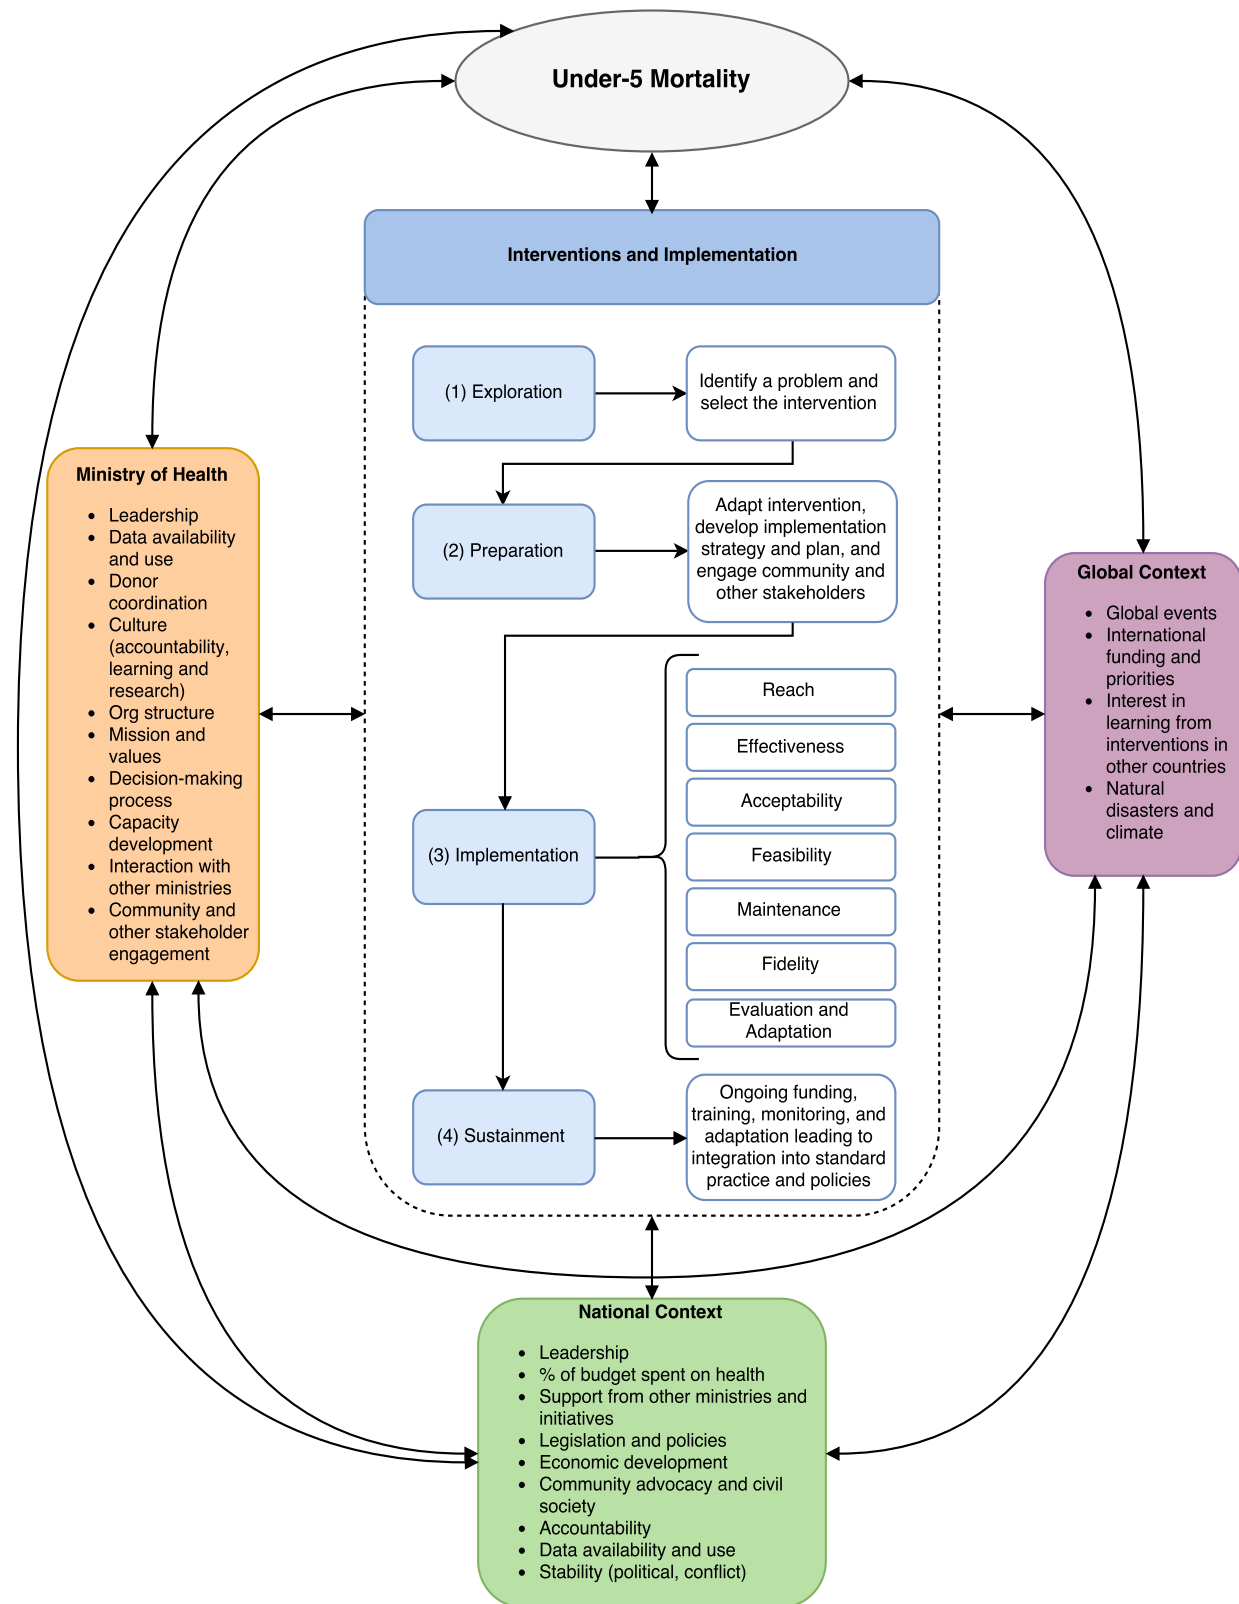 Under-5 Mortality
Interventions and Implementation
(1) Exploration
Identify a problem and
select the intervention
(2) Preparation
Adapt intervention,
develop implementation
strategy and plan, and
engage community and
other stakeholders
(3) Implementation
Reach
Effectiveness
Acceptability
Feasibility
Maintenance
Fidelity
Evaluation and
Adaptation
(4) Sustainment
Ongoing funding,
training, monitoring, and
adaptation leading to
integration into standard
practice and policies
Ministry of Health
• Leadership
• Data availability
and use
• Donor
coordination
• Culture
(accountability,
learning and
research)
• Org structure
• Mission and
values
• Decision-making
process
• Capacity
development
• Interaction with
other ministries
• Community and
other stakeholder
engagement
Global Context
• Global events
• International
funding and
priorities
• Interest in
learning from
interventions in
other countries
• Natural
disasters and
climate
National Context
• Leadership
• % of budget spent on health
• Support from other ministries and
initiatives
• Legislation and policies
• Economic development
• Community advocacy and civil
society
• Accountability
• Data availability and use
• Stability (political, conflict)